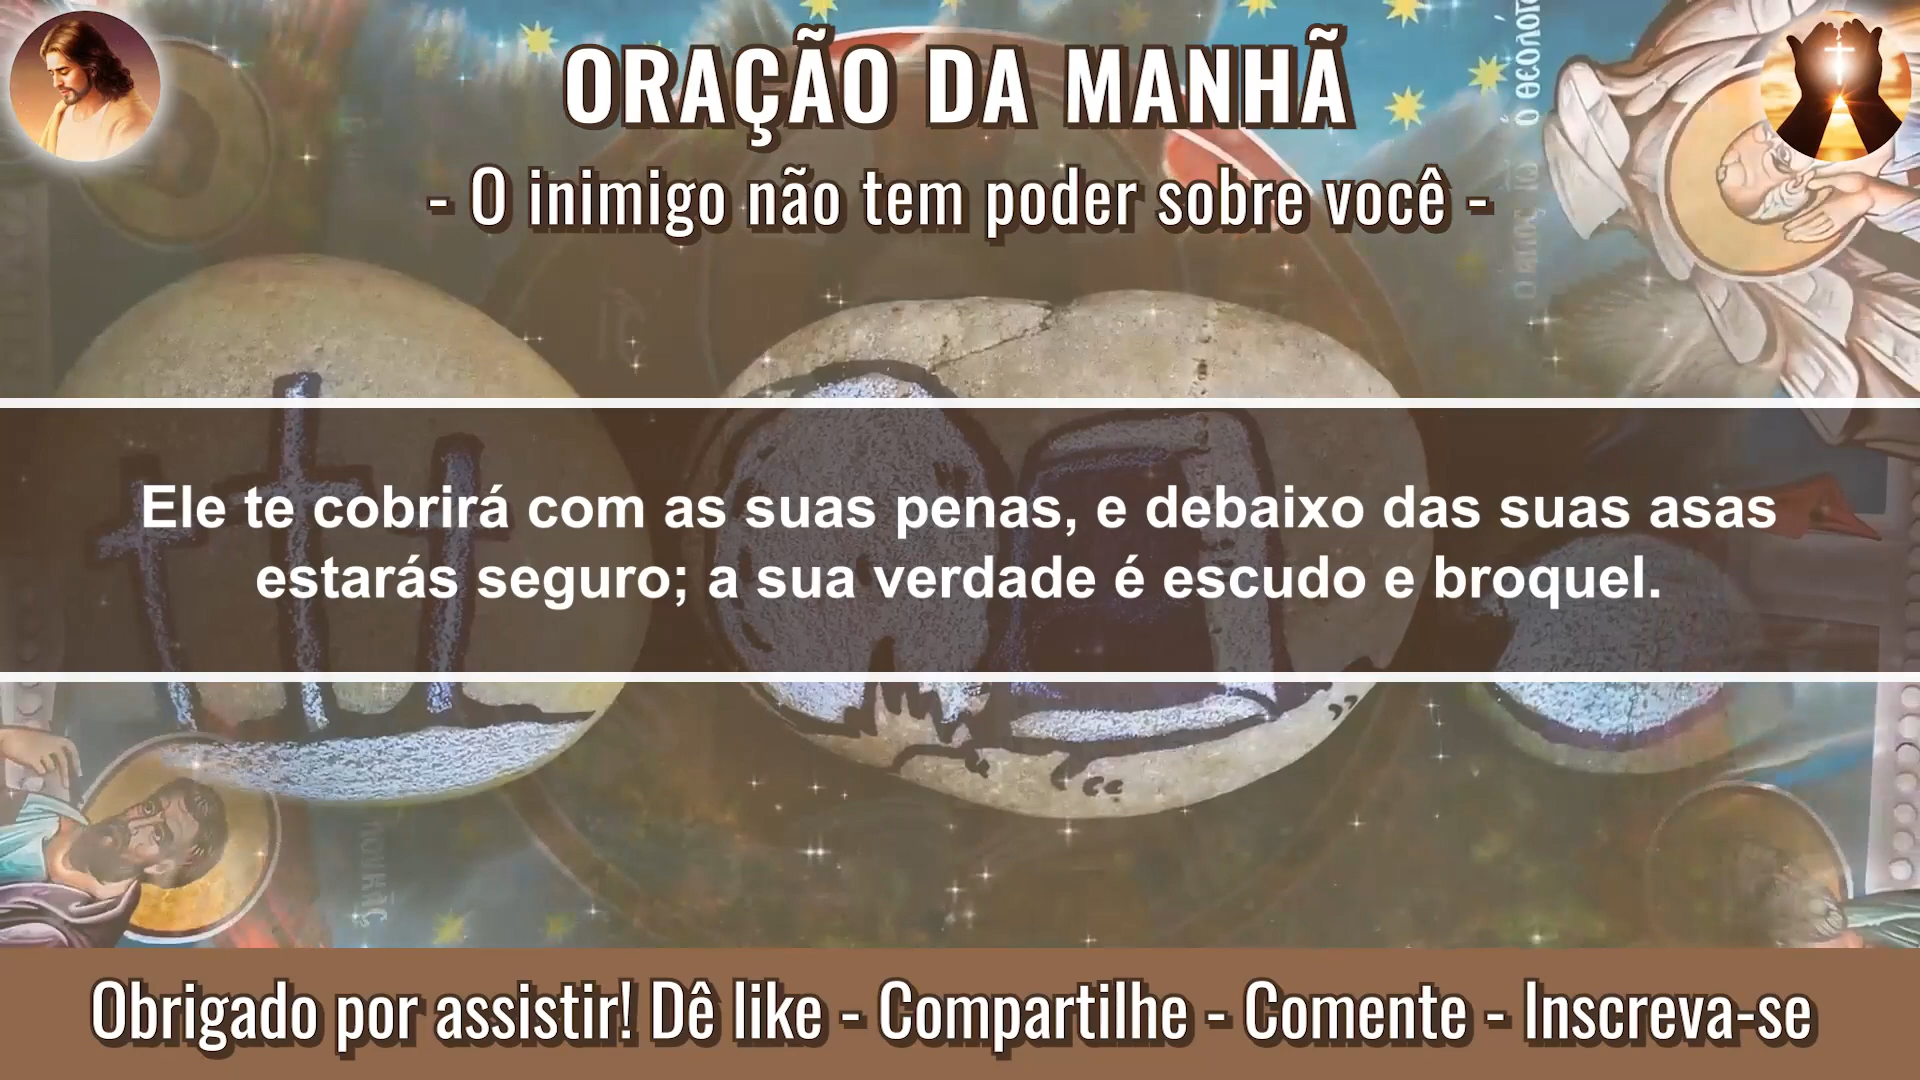 ORAÇÃO DA MANHÃ
- O inimigo não tem poder sobre você -
Ele te cobrirá com as suas penas, e debaixo das suas asas
estarás seguro; a sua verdade é escudo e broquel.
Obrigado por assistir! Dê like - Compartilhe - Comente - Inscreva-se